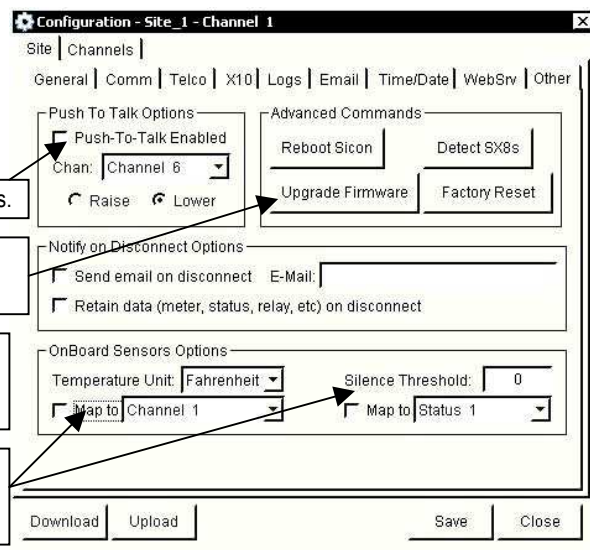 Configuration - Site_1 - Channel 1
Site Channels
General Comm Telco X10 Logs Email Time/Date WebSrv Other
Push To Talk Options
Push-To-Talk Enabled
Chan: Channel 6
Raise Lower
Advanced Commands
Reboot Sicon Detect SX8s
Upgrade Firmware Factory Reset
s.
Notify on Disconnect Options
Send email on disconnect E-Mail:
Retain data (meter, status, relay, etc) on disconnect
OnBoard Sensors Options
Temperature Unit: Fahrenheit Silence Threshold: 0
Map to Channel 1 Map to Status 1
Download Upload Save Close